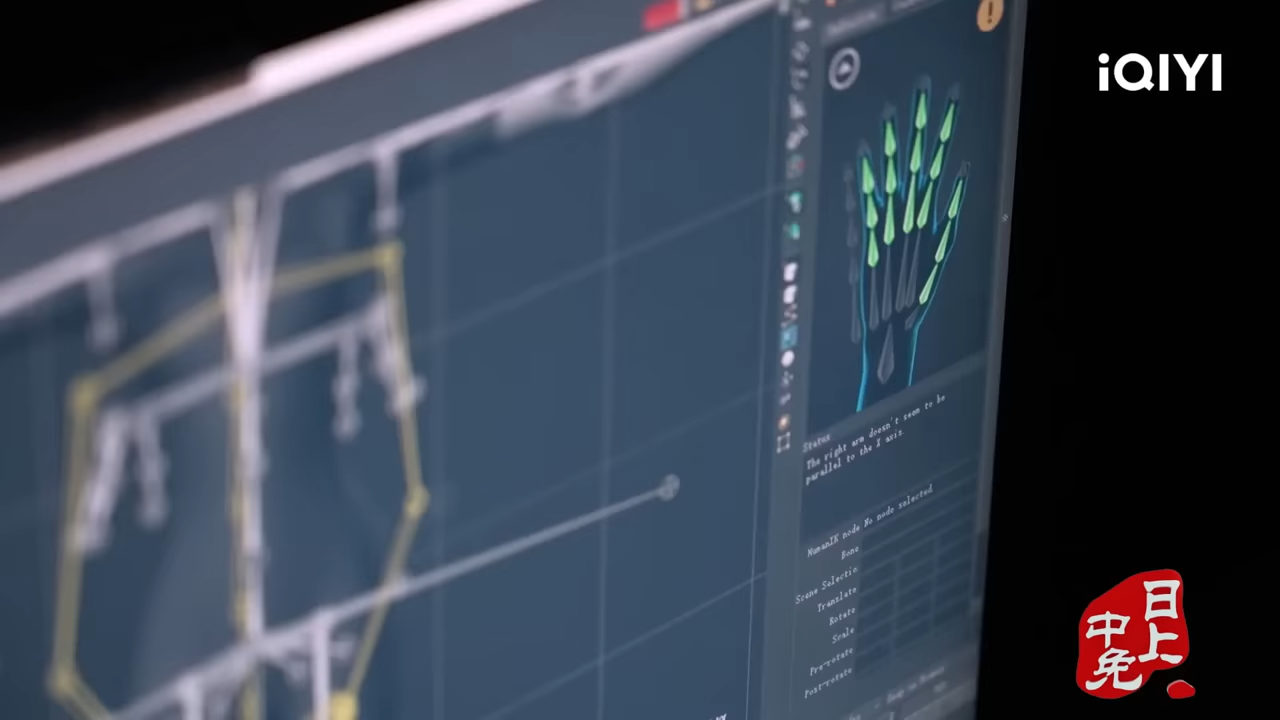 iQIYI
Status
The right arm doesn't seem to be
parallel to the X axis.
HumanIK node No node selected
Bone
Scene Selectio
Translate
Rotate
Scale
Pre-rotate
Post-rotate
日上
中免